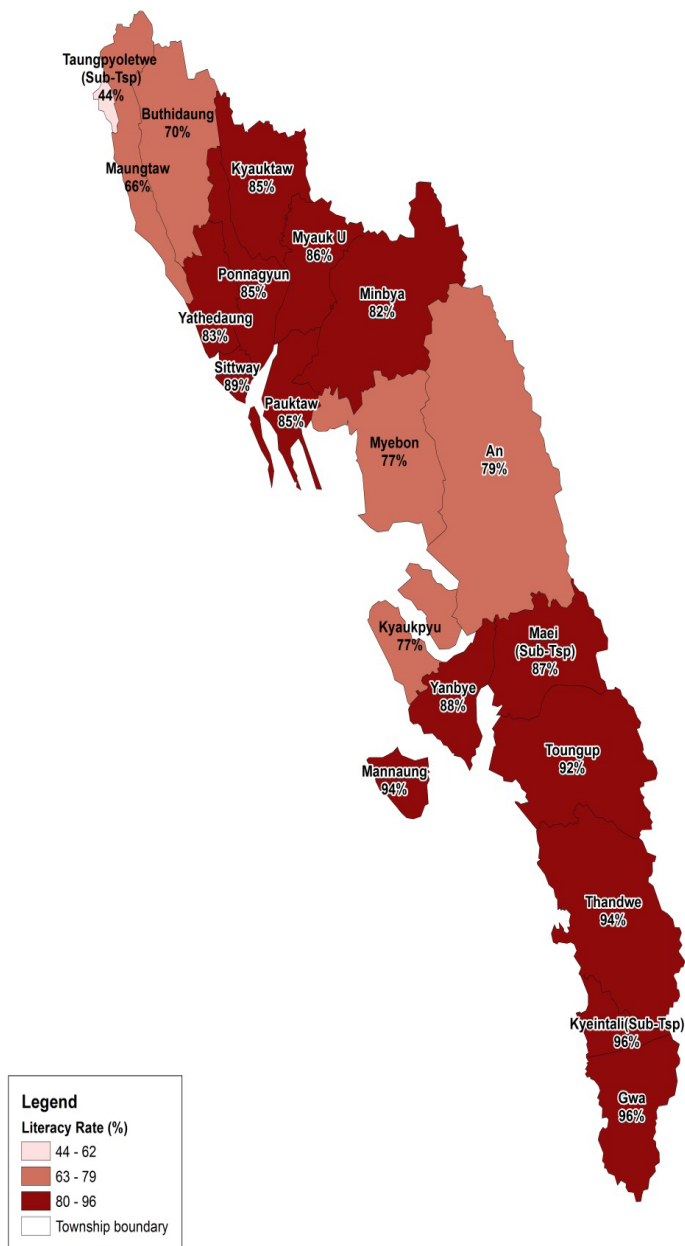 Taungpyoletwe
(Sub-Tsp)
44%
Buthidaung
70%
Maungtaw
66%
Kyauktaw
85%
Myauk U
86%
Ponnagyun
85%
Minbya
82%
Yathedaung
83%
Sittway
89%
Pauktaw
85%
Myebon
77%
An
79%
Kyaukpyu
77%
Maei
(Sub-Tsp)
87%
Yanbye
88%
Toungup
92%
Mannaung
94%
Thandwe
94%
Kyeintali(Sub-Tsp)
96%
Gwa
96%
Legend
Literacy Rate (%)
44 - 62
63 - 79
80 - 96
Township boundary